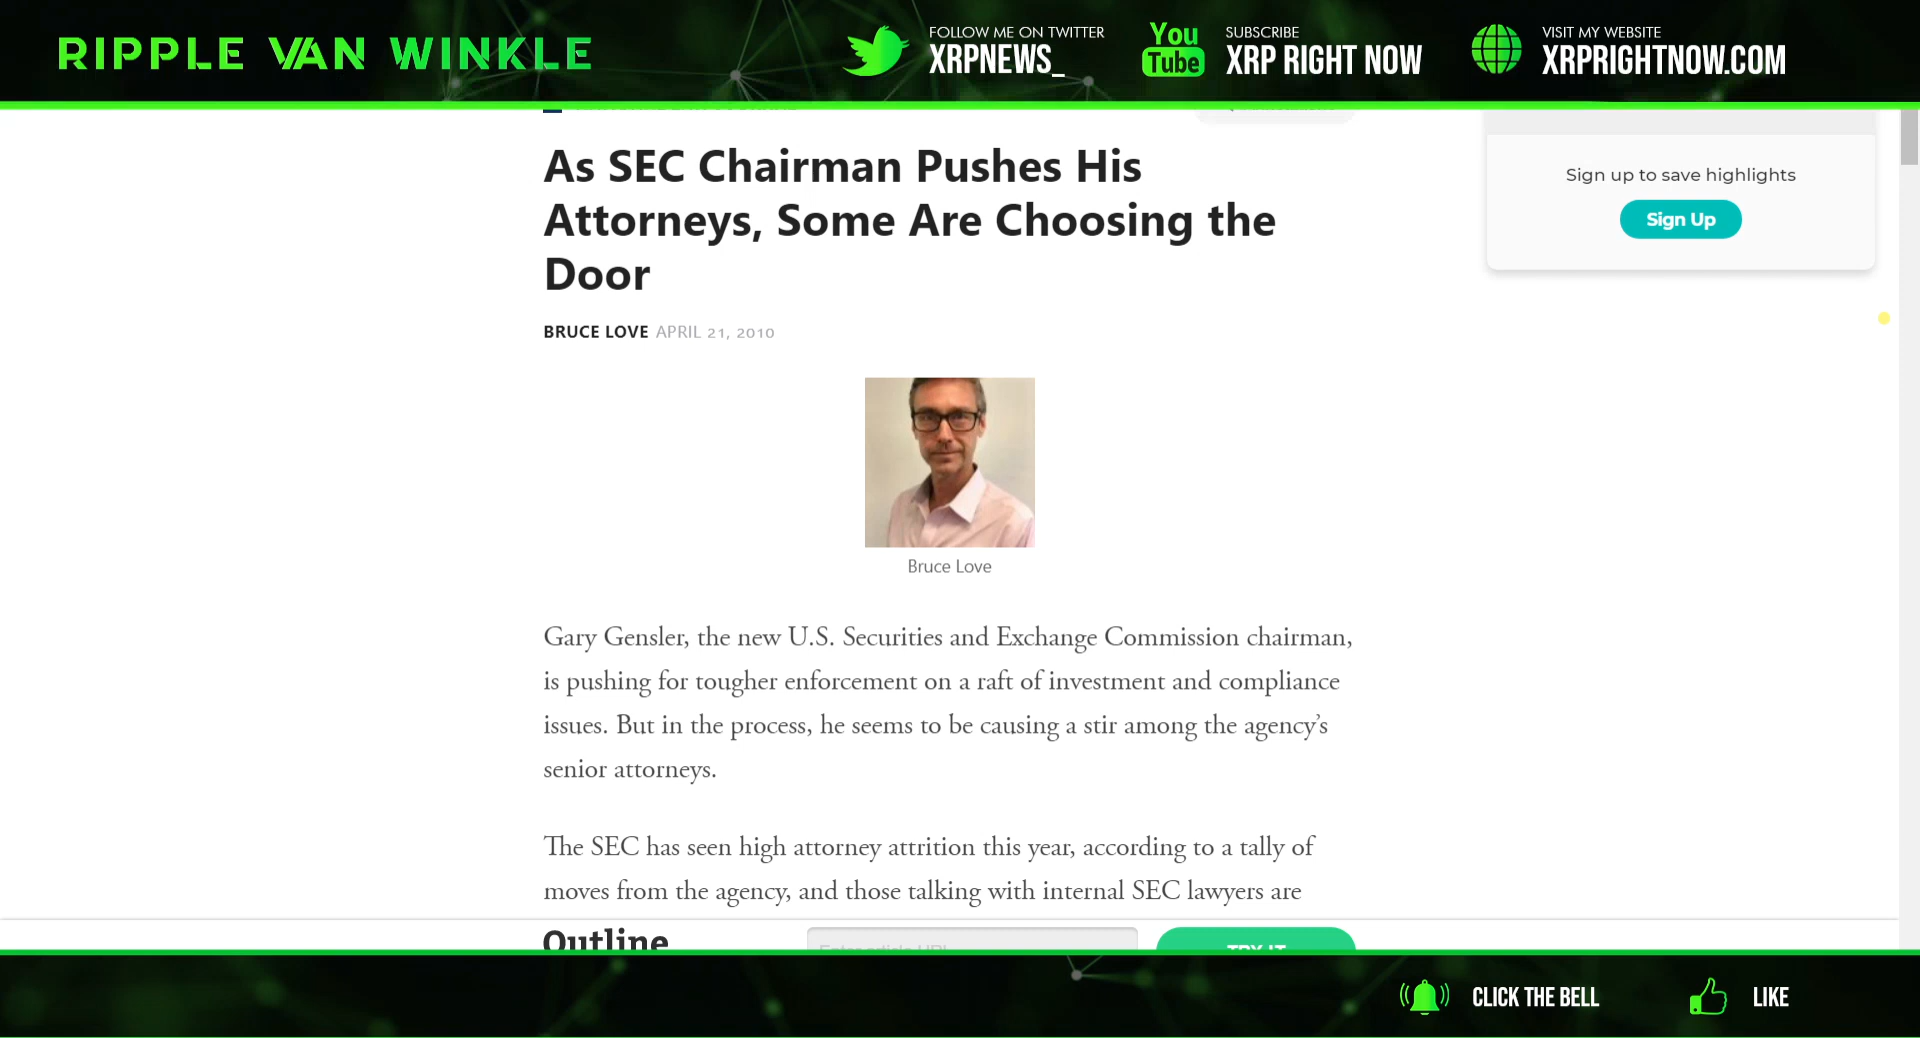 RIPPLE VAN WINKLE
FOLLOW ME ON TWITTER
XRPNEWS_
You
Tube
SUBSCRIBE
XRP RIGHT NOW
VISIT MY WEBSITE
XRPRIGHTNOW.COM
As SEC Chairman Pushes His
Attorneys, Some Are Choosing the
Door
BRUCE LOVE APRIL 21, 2010
Sign up to save highlights
Sign Up
Bruce Love
Gary Gensler, the new U.S. Securities and Exchange Commission chairman,
is pushing for tougher enforcement on a raft of investment and compliance
issues. But in the process, he seems to be causing a stir among the agency’s
senior attorneys.
The SEC has seen high attorney attrition this year, according to a tally of
moves from the agency, and those talking with internal SEC lawyers are
Outline
Enter article URL
TRY IT
CLICK THE BELL
LIKE